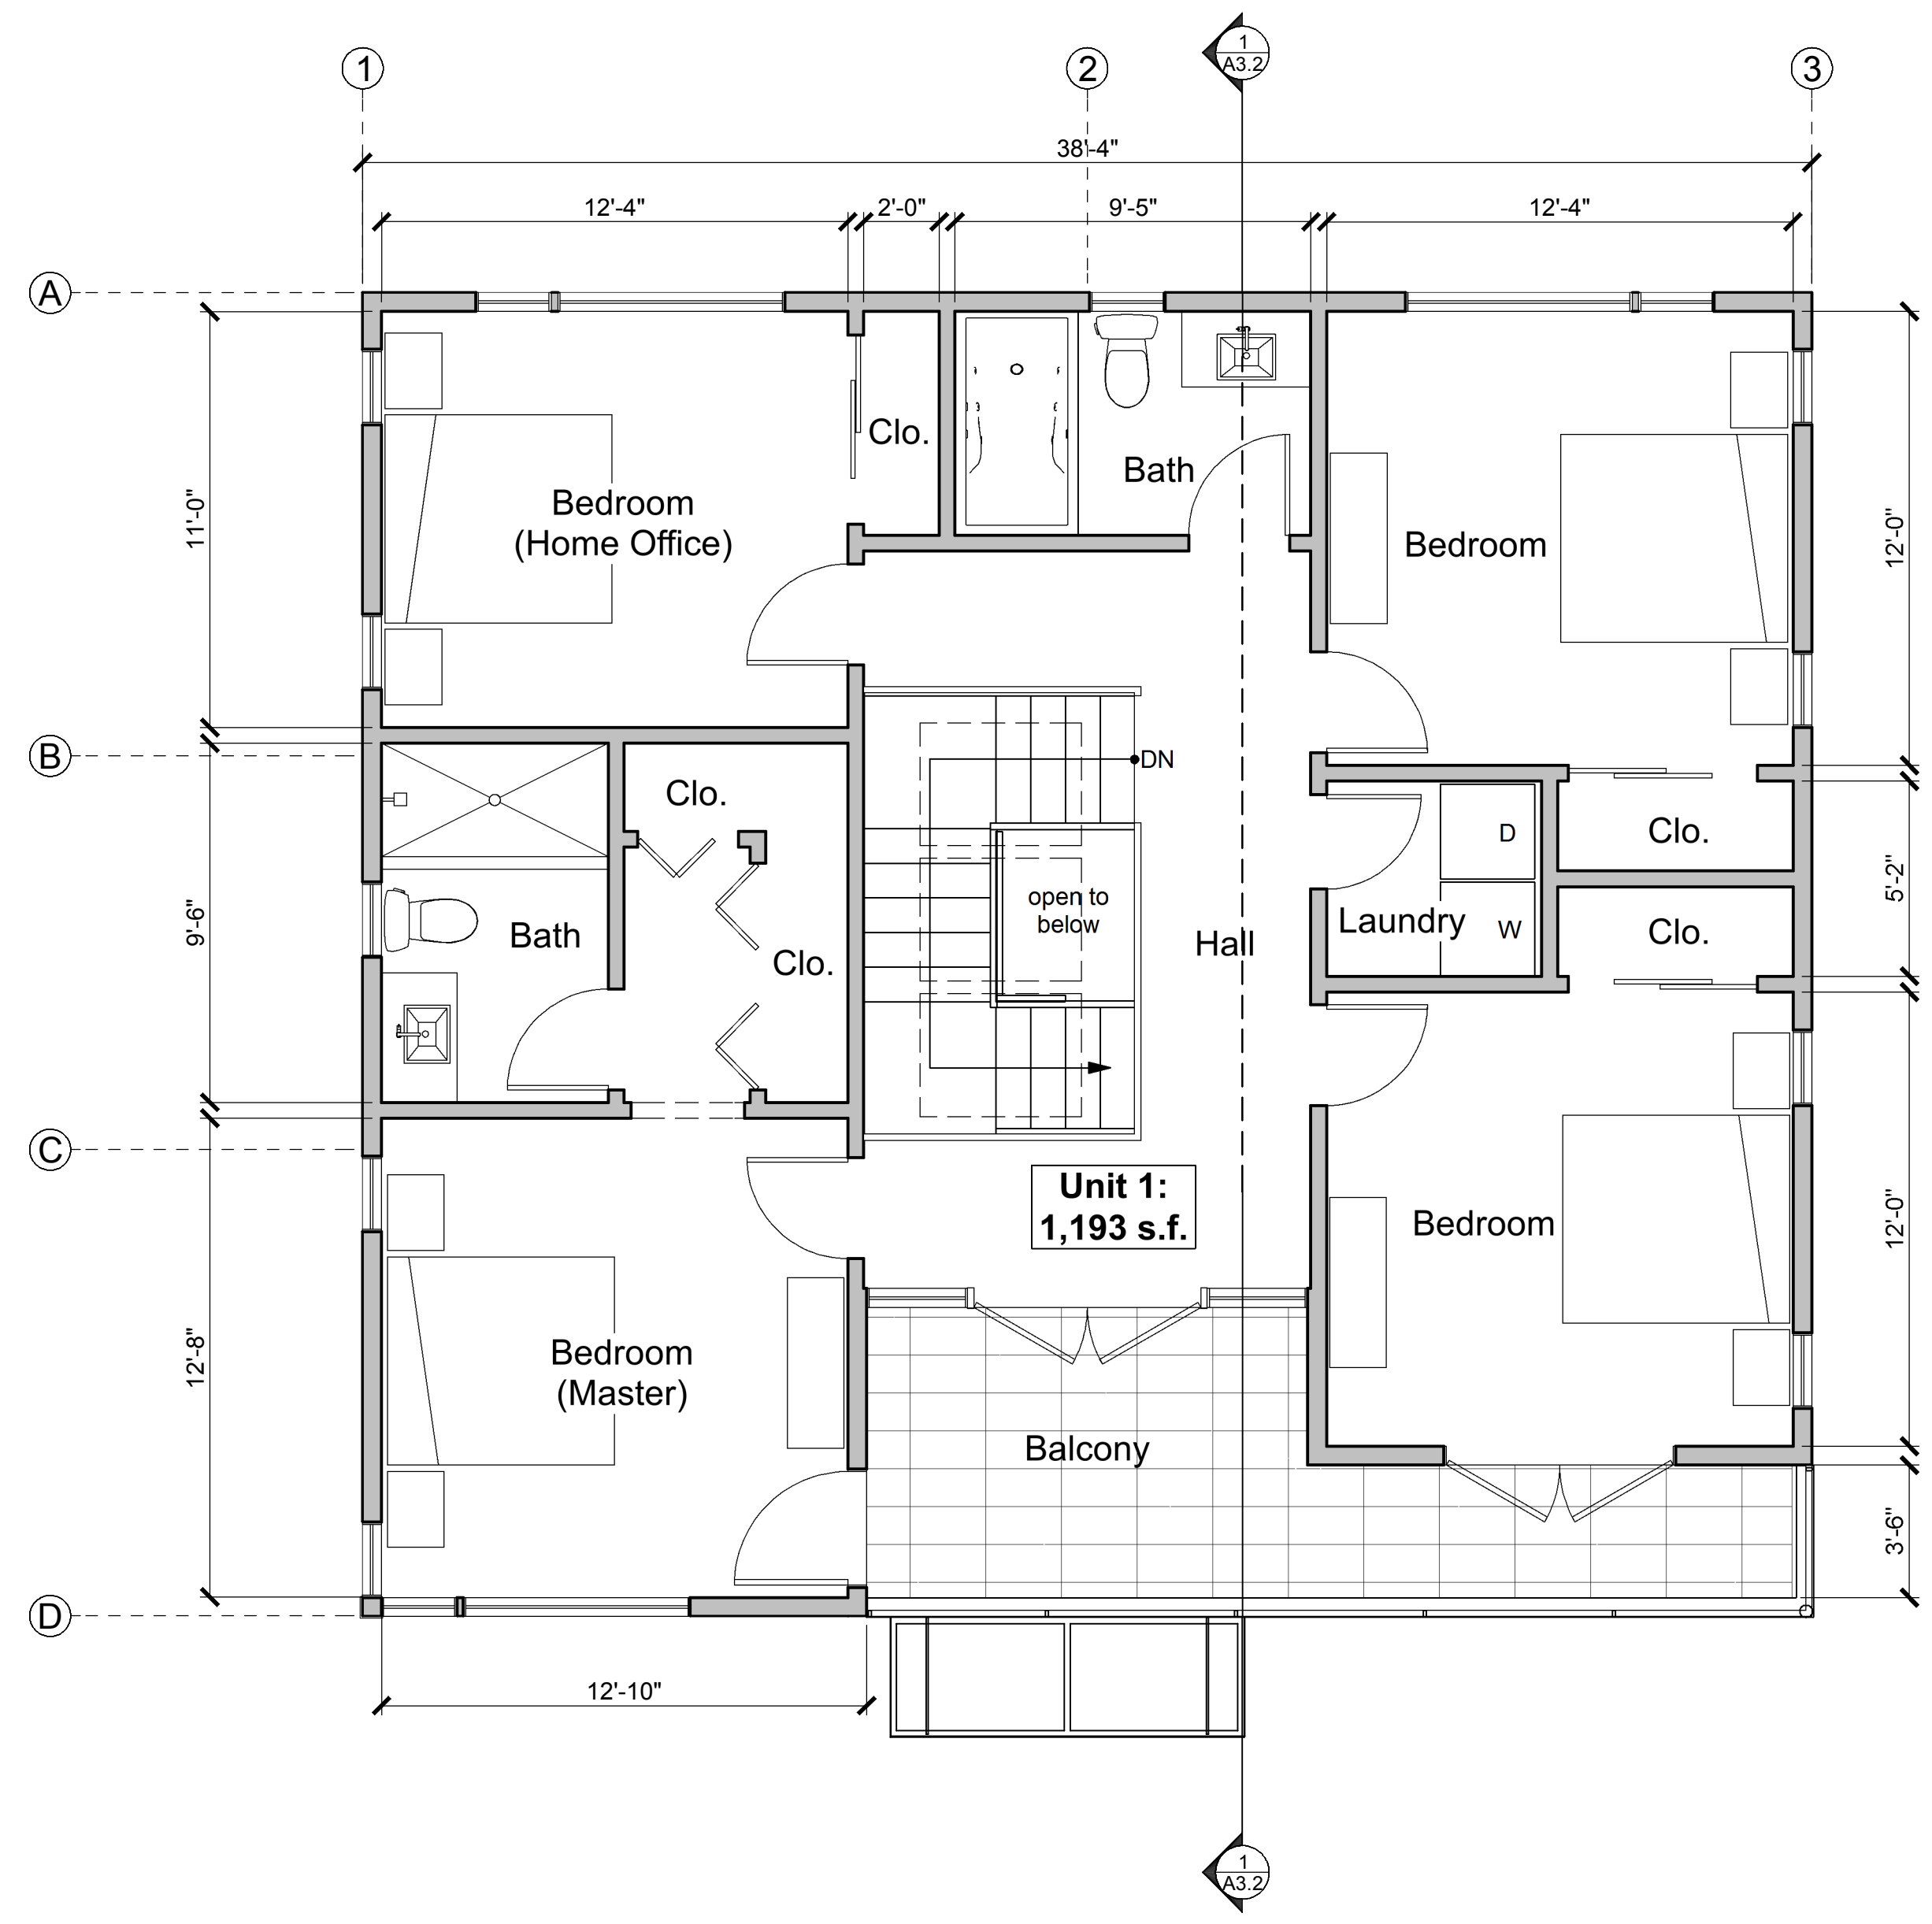 1
2
1
A3.2
3
38'-4"
12'-4"
2'-0"
9'-5"
12'-4"
A
Clo.
Bath
Bedroom
(Home Office)
11'-0"
Bedroom
12'-0"
B
DN
Clo.
D
Clo.
5'-2"
open to
below
Bath
9'-6"
Laundry
W
Clo.
Hall
Clo.
C
Unit 1:
1,193 s.f.
Bedroom
12'-0"
Bedroom
(Master)
12'-8"
Balcony
3'-6"
D
12'-10"
1
A3.2